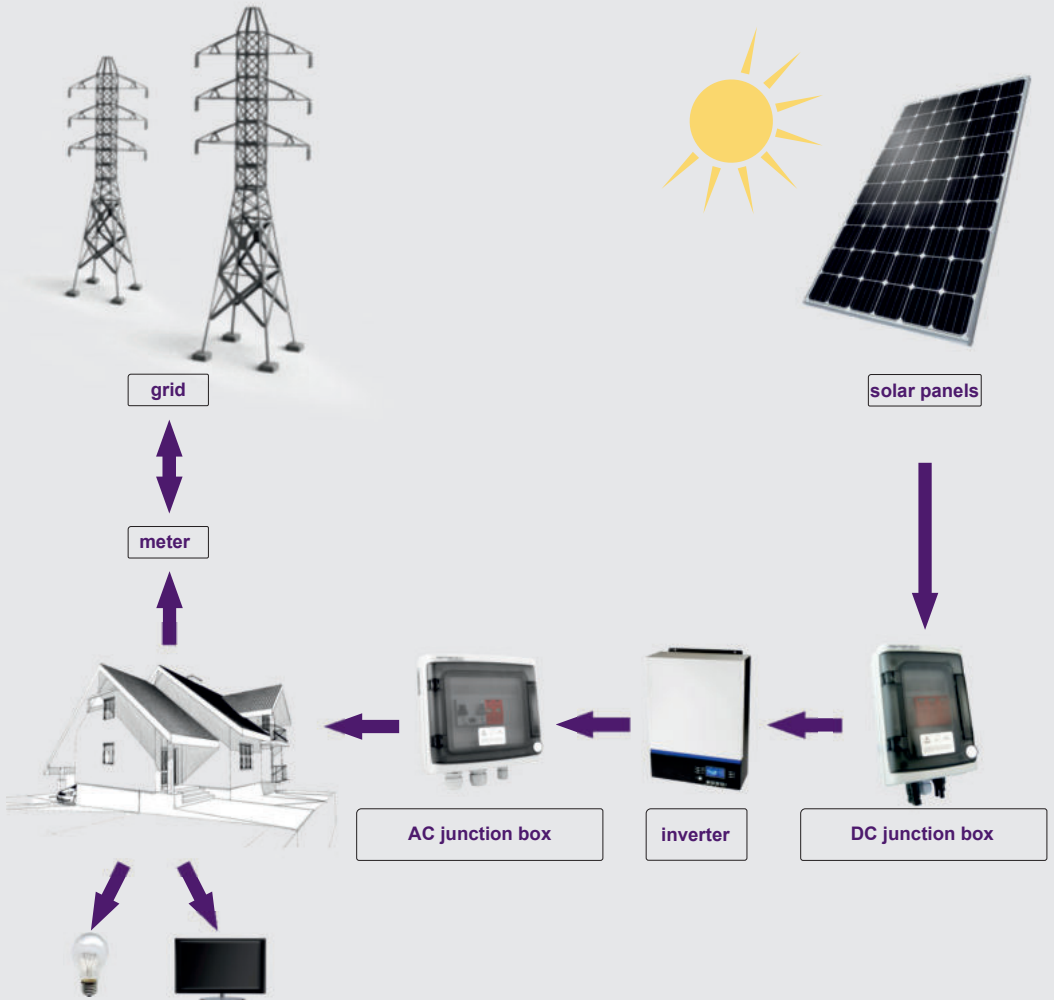 grid
solar panels
meter
AC junction box
inverter
DC junction box